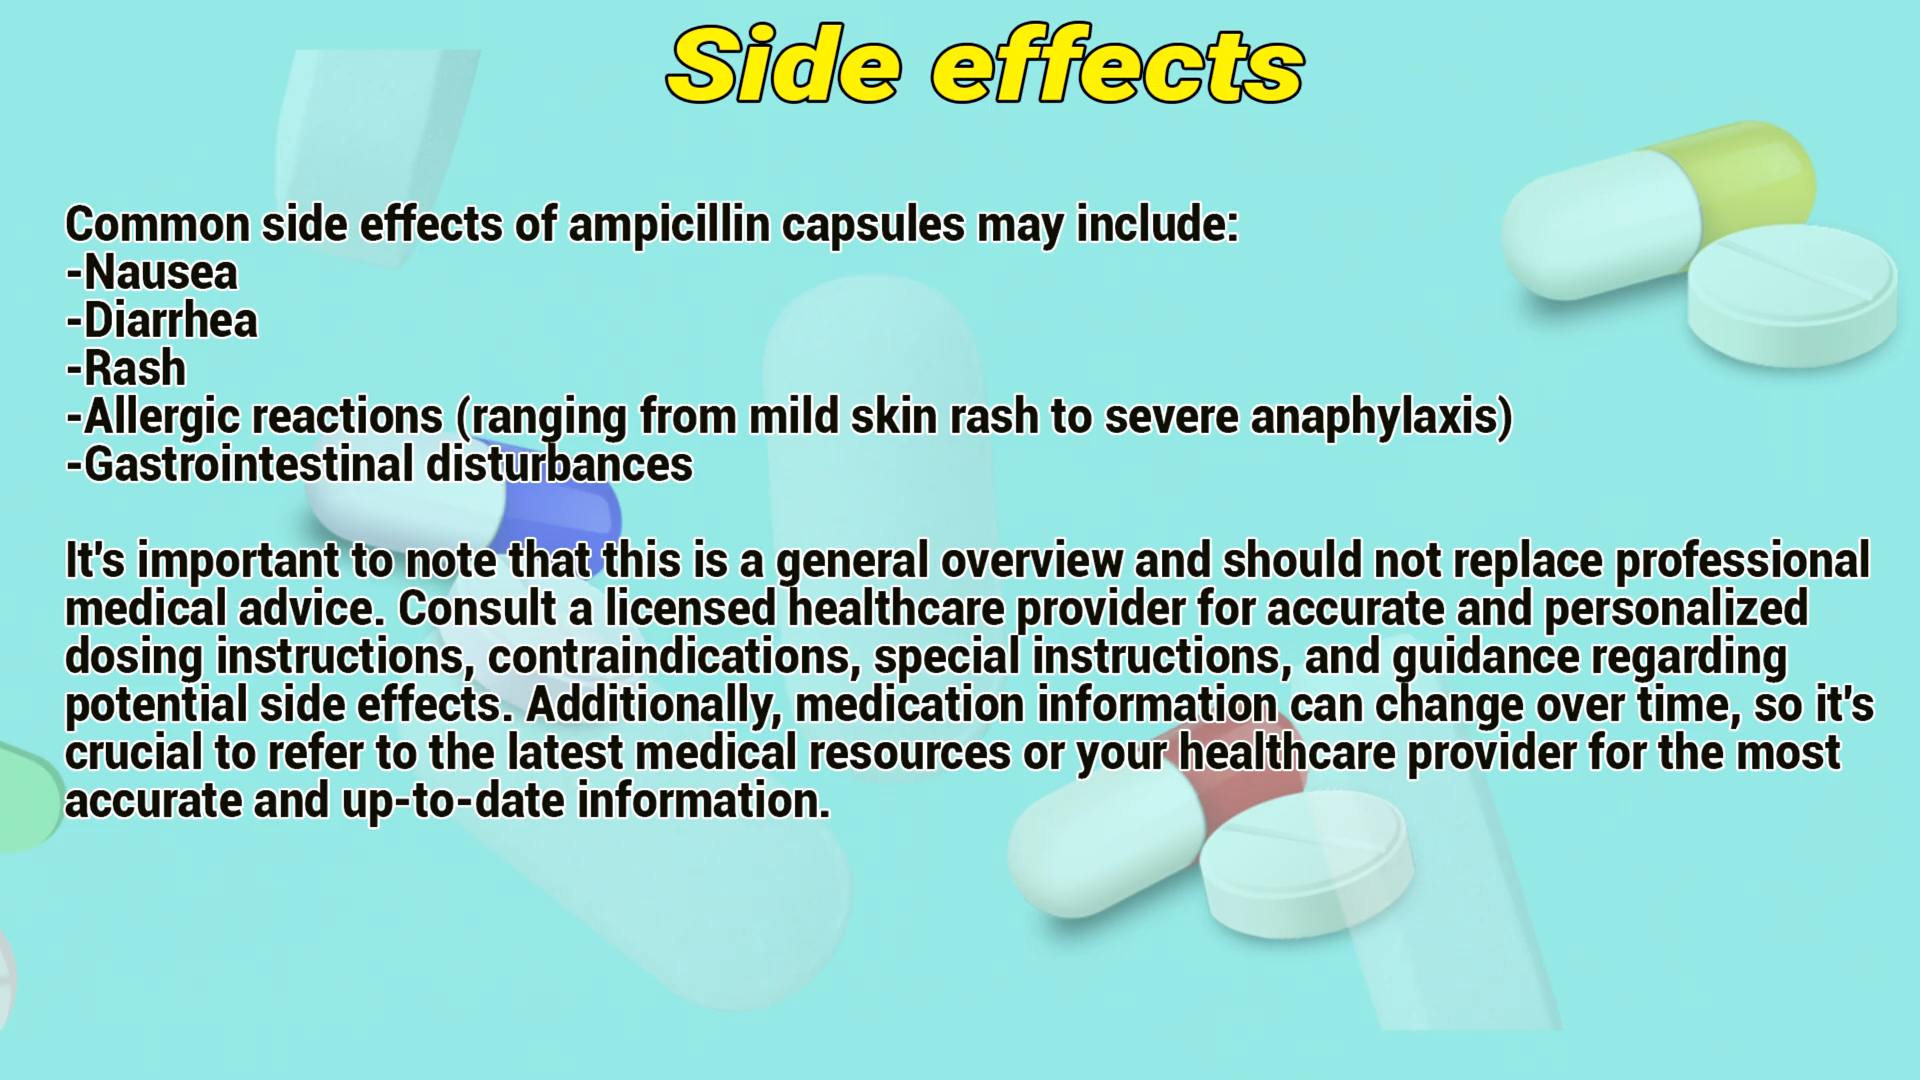 Side effects
Common side effects of ampicillin capsules may include:
-Nausea
-Diarrhea
-Rash
-Allergic reactions (ranging from mild skin rash to severe anaphylaxis)
-Gastrointestinal disturbances
It's important to note that this is a general overview and should not replace professional
medical advice. Consult a licensed healthcare provider for accurate and personalized
dosing instructions, contraindications, special instructions, and guidance regarding
potential side effects. Additionally, medication information can change over time, so it's
crucial to refer to the latest medical resources or your healthcare provider for the most
accurate and up-to-date information.